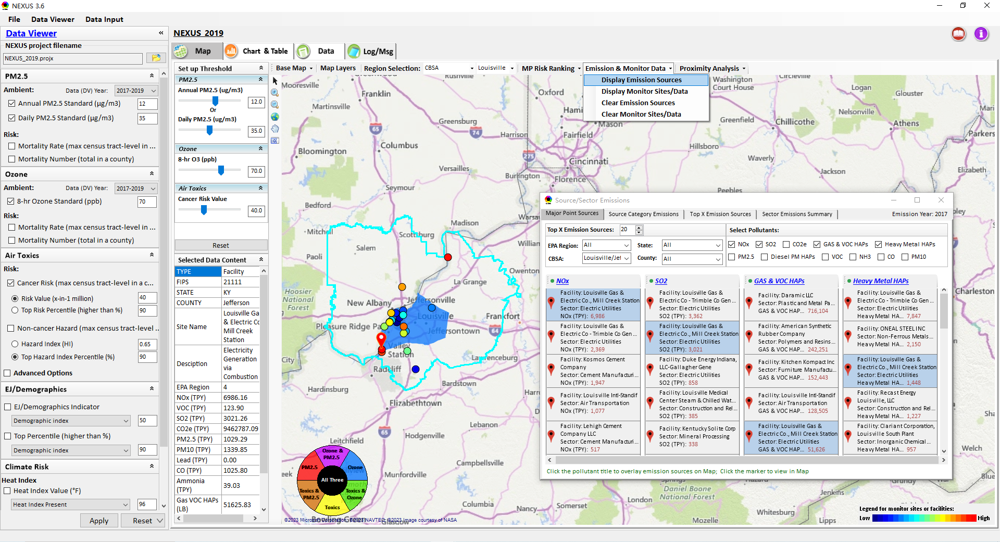 NEXUS 3.6
File Data Viewer Data Input
Data Viewer «
NEXUS project filename
NEXUS_2019.projx
PM2.5
Ambient: Data (DV) Year: 2017-2019
Annual PM2.5 Standard (µg/m3) 12
Daily PM2.5 Standard (µg/m3) 35
Risk:
Mortality Rate (max census tract-level in ...
Mortality Number (total in a county)
Ozone
Ambient: Data (DV) Year: 2017-2019
8-hr Ozone Standard (ppb) 70
Risk:
Mortality Rate (max census tract-level in ...
Mortality Number (total in a county)
Air Toxics
Risk:
Cancer Risk (max census tract-level in a c...
Risk Value (x-in-1 million) 40
Top Risk Percentile (higher than %) 90
Non-cancer Hazard (max census tract-level ..
Hazard Index (HI) 0.65
Top Hazard Index Percentile (%) 90
Advanced Options
EJ/Demographics
EJ/Demographics Indicator
Demographic index 50
Top Percentile (higher than %)
Demographic index 90
Climate Risk
Heat Index
Heat Index Value (°F)
Heat Index Present 96
Apply Reset
NEXUS_2019
Map Chart & Table Data Log/Msg
Set up Threshold
PM2.5
Annual PM2.5 (ug/m3)
12.0
Or
Daily PM2.5 (ug/m3)
35.0
Ozone
8-hr O3 (ppb)
70.0
Air Toxics
Cancer Risk Value
40.0
Reset
Selected Data Content
TYPE Facility
FIPS 21111
STATE KY
COUNTY Jefferson
Site Name Louisville Ga
& Electric Co
Mill Creek
Station
Desciption Electricity
Generation
via
Combustion
EPA Region 4
NOx (TPY) 6986.16
VOC (TPY) 123.90
SO2 (TPY) 3021.26
CO2e (TPY) 9462787.09
PM2.5 (TPY) 1029.29
PM10 (TPY) 1339.85
Lead (TPY) 0.00
CO (TPY) 1025.80
Ammonia
(TPY) 39.03
Gas VOC HAPs
(LB) 51625.83
Base Map Map Layers Region Selection: CBSA Louisville MP Risk Ranking Emission & Monitor Data Proximity Analysis
Display Emission Sources
Display Monitor Sites/Data
Clear Emission Sources
Clear Monitor Sites/Data
Mooresville
Franklin
Rushville
Martinsville
Greensburg
65
74
Columbus
Harrison
Bloomington
Oxford
Hami
Mason
Fairfield
275
Cincinnati
Versailles
Burlington
Florence
Seymour
Bedford
Washington
Court House
Circleville
Logan
Gloucester
Nelsonville
Mari
Greenfield
Chillicothe
Athens
Parkers
Hillsboro
Waverly
Jackson
Elizabeth
Peebles
Warsa
Madison
Mitchel
Scottsburg
Salem
William
Paoli
Owenton
La Grange
Hoosier
National
Forest
New Albany
Jeffersonville
Louisville
Frankfort
Pleasure Ridge Pa
Jeffersontown
64
Valley
Station
Lawrenceburg
City
Radcliff
Bardstown
Hardinsburg
Harro
Elizabethtown
Lebanon
65
Hodgenville
Leitchfield
Campbellsville
Munfordville
Columbia
Nancy
Somerset
Daniel Boone
National Forest
Jenkins
Whitesburg
Grundy
Mozelle
Lipps
Blue
Welch
Sha
Charleston
pley
eek
Bowling Green
Glasgow
Ozone &
PM2.5
PM2.5
Ozone
All Three
Toxics &
PM2.5
Toxics &
Ozone
Toxics
©2023 Microsoft Corporation, ©2023 NAVTEQ, ©2023 Image courtesy of NASA
Source/Sector Emissions
Major Point Sources Source Category Emissions Top X Emission Sources Sector Emissions Summary Emission Year: 2017
Top X Emission Sources: 20 Select Pollutants:
EPA Region: All State: All
CBSA: Louisville/Jef County: All
NOx SO2 CO2e GAS & VOC HAPs Heavy Metal HAPs
PM2.5 Diesel PM HAPs VOC NH3 CO PM10
NOx
Facility: Louisville Gas &
Electric Co., Mill Creek Station
Sector: Electric Utilities
NOx (TPY): 6,986
Facility: Louisville Gas &
Electric Co - Trimble Co Gen ...
Sector: Electric Utilities
NOx (TPY): 2,369
Facility: Kosmos Cement
Company
Sector: Cement Manufacturi...
NOx (TPY): 1,947
Facility: Louisville Intl-Standif
Sector: Air Transportation
NOx (TPY): 1,077
Facility: Lehigh Cement
Company LLC
Sector: Cement Manufacturi...
NOx (TPY): 517
SO2
Facility: Louisville Gas &
Electric Co - Trimble Co Gen ...
Sector: Electric Utilities
SO2 (TPY): 3,362
Facility: Louisville Gas &
Electric Co., Mill Creek Station
Sector: Electric Utilities
SO2 (TPY): 3,021
Facility: Duke Energy Indiana,
LLC-Gallagher Gene
Sector: Electric Utilities
SO2 (TPY): 858
Facility: Louisville Medical
Center Steam & Chilled Wat...
Sector: Construction and Rel...
SO2 (TPY): 385
Facility: Kentucky Solite Corp
Sector: Mineral Processing
SO2 (TPY): 338
GAS & VOC HAPs
Facility: Daramic LLC
Sector: Plastic and Metal Pa...
GAS & VOC HAP... 716,104
Facility: American Synthetic
Rubber Company
Sector: Polymers and Resins...
GAS & VOC HAP... 242,251
Facility: Kitchen Kompact Inc
Sector: Furniture Manufactu...
GAS & VOC HAP... 152,443
Facility: Louisville Intl-Standif
Sector: Air Transportation
GAS & VOC HAP... 128,505
Facility: Louisville Gas &
Electric Co., Mill Creek Station
Sector: Electric Utilities
GAS & VOC HAP... 51,626
Heavy Metal HAPs
Facility: Louisville Gas &
Electric Co - Trimble Co Gen ...
Sector: Electric Utilities
Heavy Metal HA... 7,847
Facility: ONEAL STEEL INC
Sector: Non-Ferrous Metals...
Heavy Metal HA... 2,150
Facility: Louisville Gas &
Electric Co., Mill Creek Station
Sector: Electric Utilities
Heavy Metal HA... 1,448
Facility: Recast Energy
Louisville, LLC
Sector: Construction and Rel...
Heavy Metal HA... 1,227
Facility: Clariant Corporation,
Louisville South Plant
Sector: Inorganic Chemical...
Heavy Metal HA... 957
Click the pollutant title to overlay emission sources on Map; Click the marker to view in Map
Legend for monitor sites or facilities:
Low High